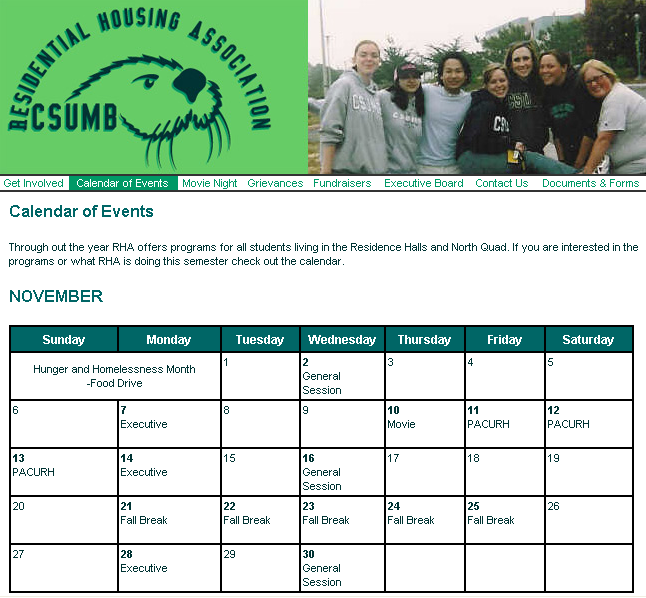 RESIDENTIAL HOUSING ASSOCIATION
CSUMB
Get Involved Calendar of Events Movie Night Grievances Fundraisers Executive Board Contact Us Documents & Forms
Calendar of Events
Through out the year RHA offers programs for all students living in the Residence Halls and North Quad. If you are interested in the
programs or what RHA is doing this semester check out the calendar.
NOVEMBER
Sunday Monday Tuesday Wednesday Thursday Friday Saturday
Hunger and Homelessness Month
-Food Drive
1
2
General
Session
3
4
5
6
7
Executive
8
9
10
Movie
11
PACURH
12
PACURH
13
PACURH
14
Executive
15
16
General
Session
17
18
19
20
21
Fall Break
22
Fall Break
23
Fall Break
24
Fall Break
25
Fall Break
26
27
28
Executive
29
30
General
Session